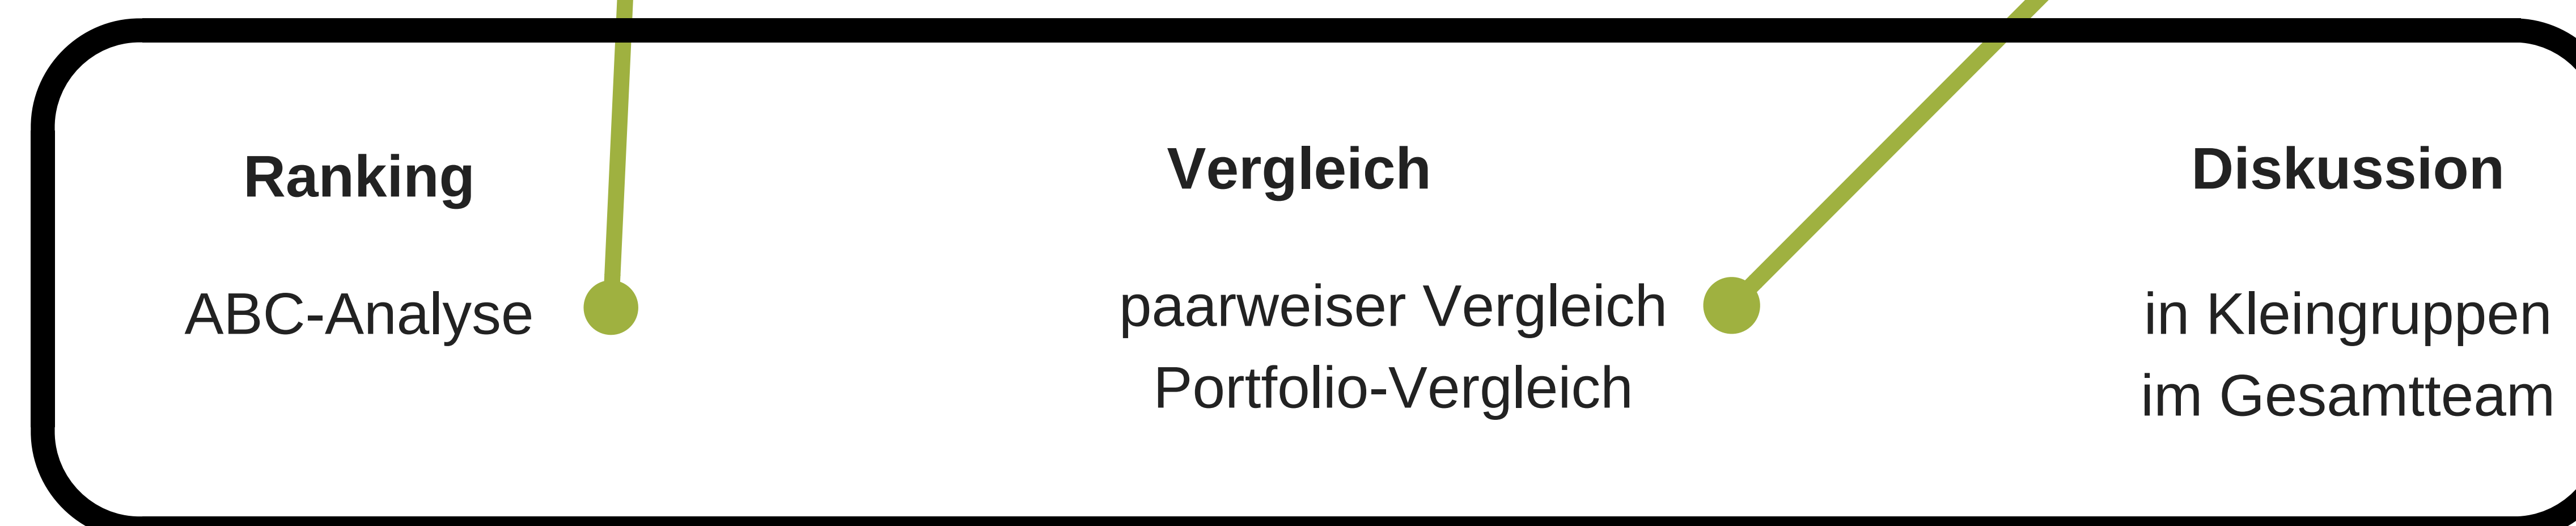 Ranking
ABC-Analyse
Vergleich
paarweiser Vergleich
Portfolio-Vergleich
Diskussion
in Kleingruppen
im Gesamtteam